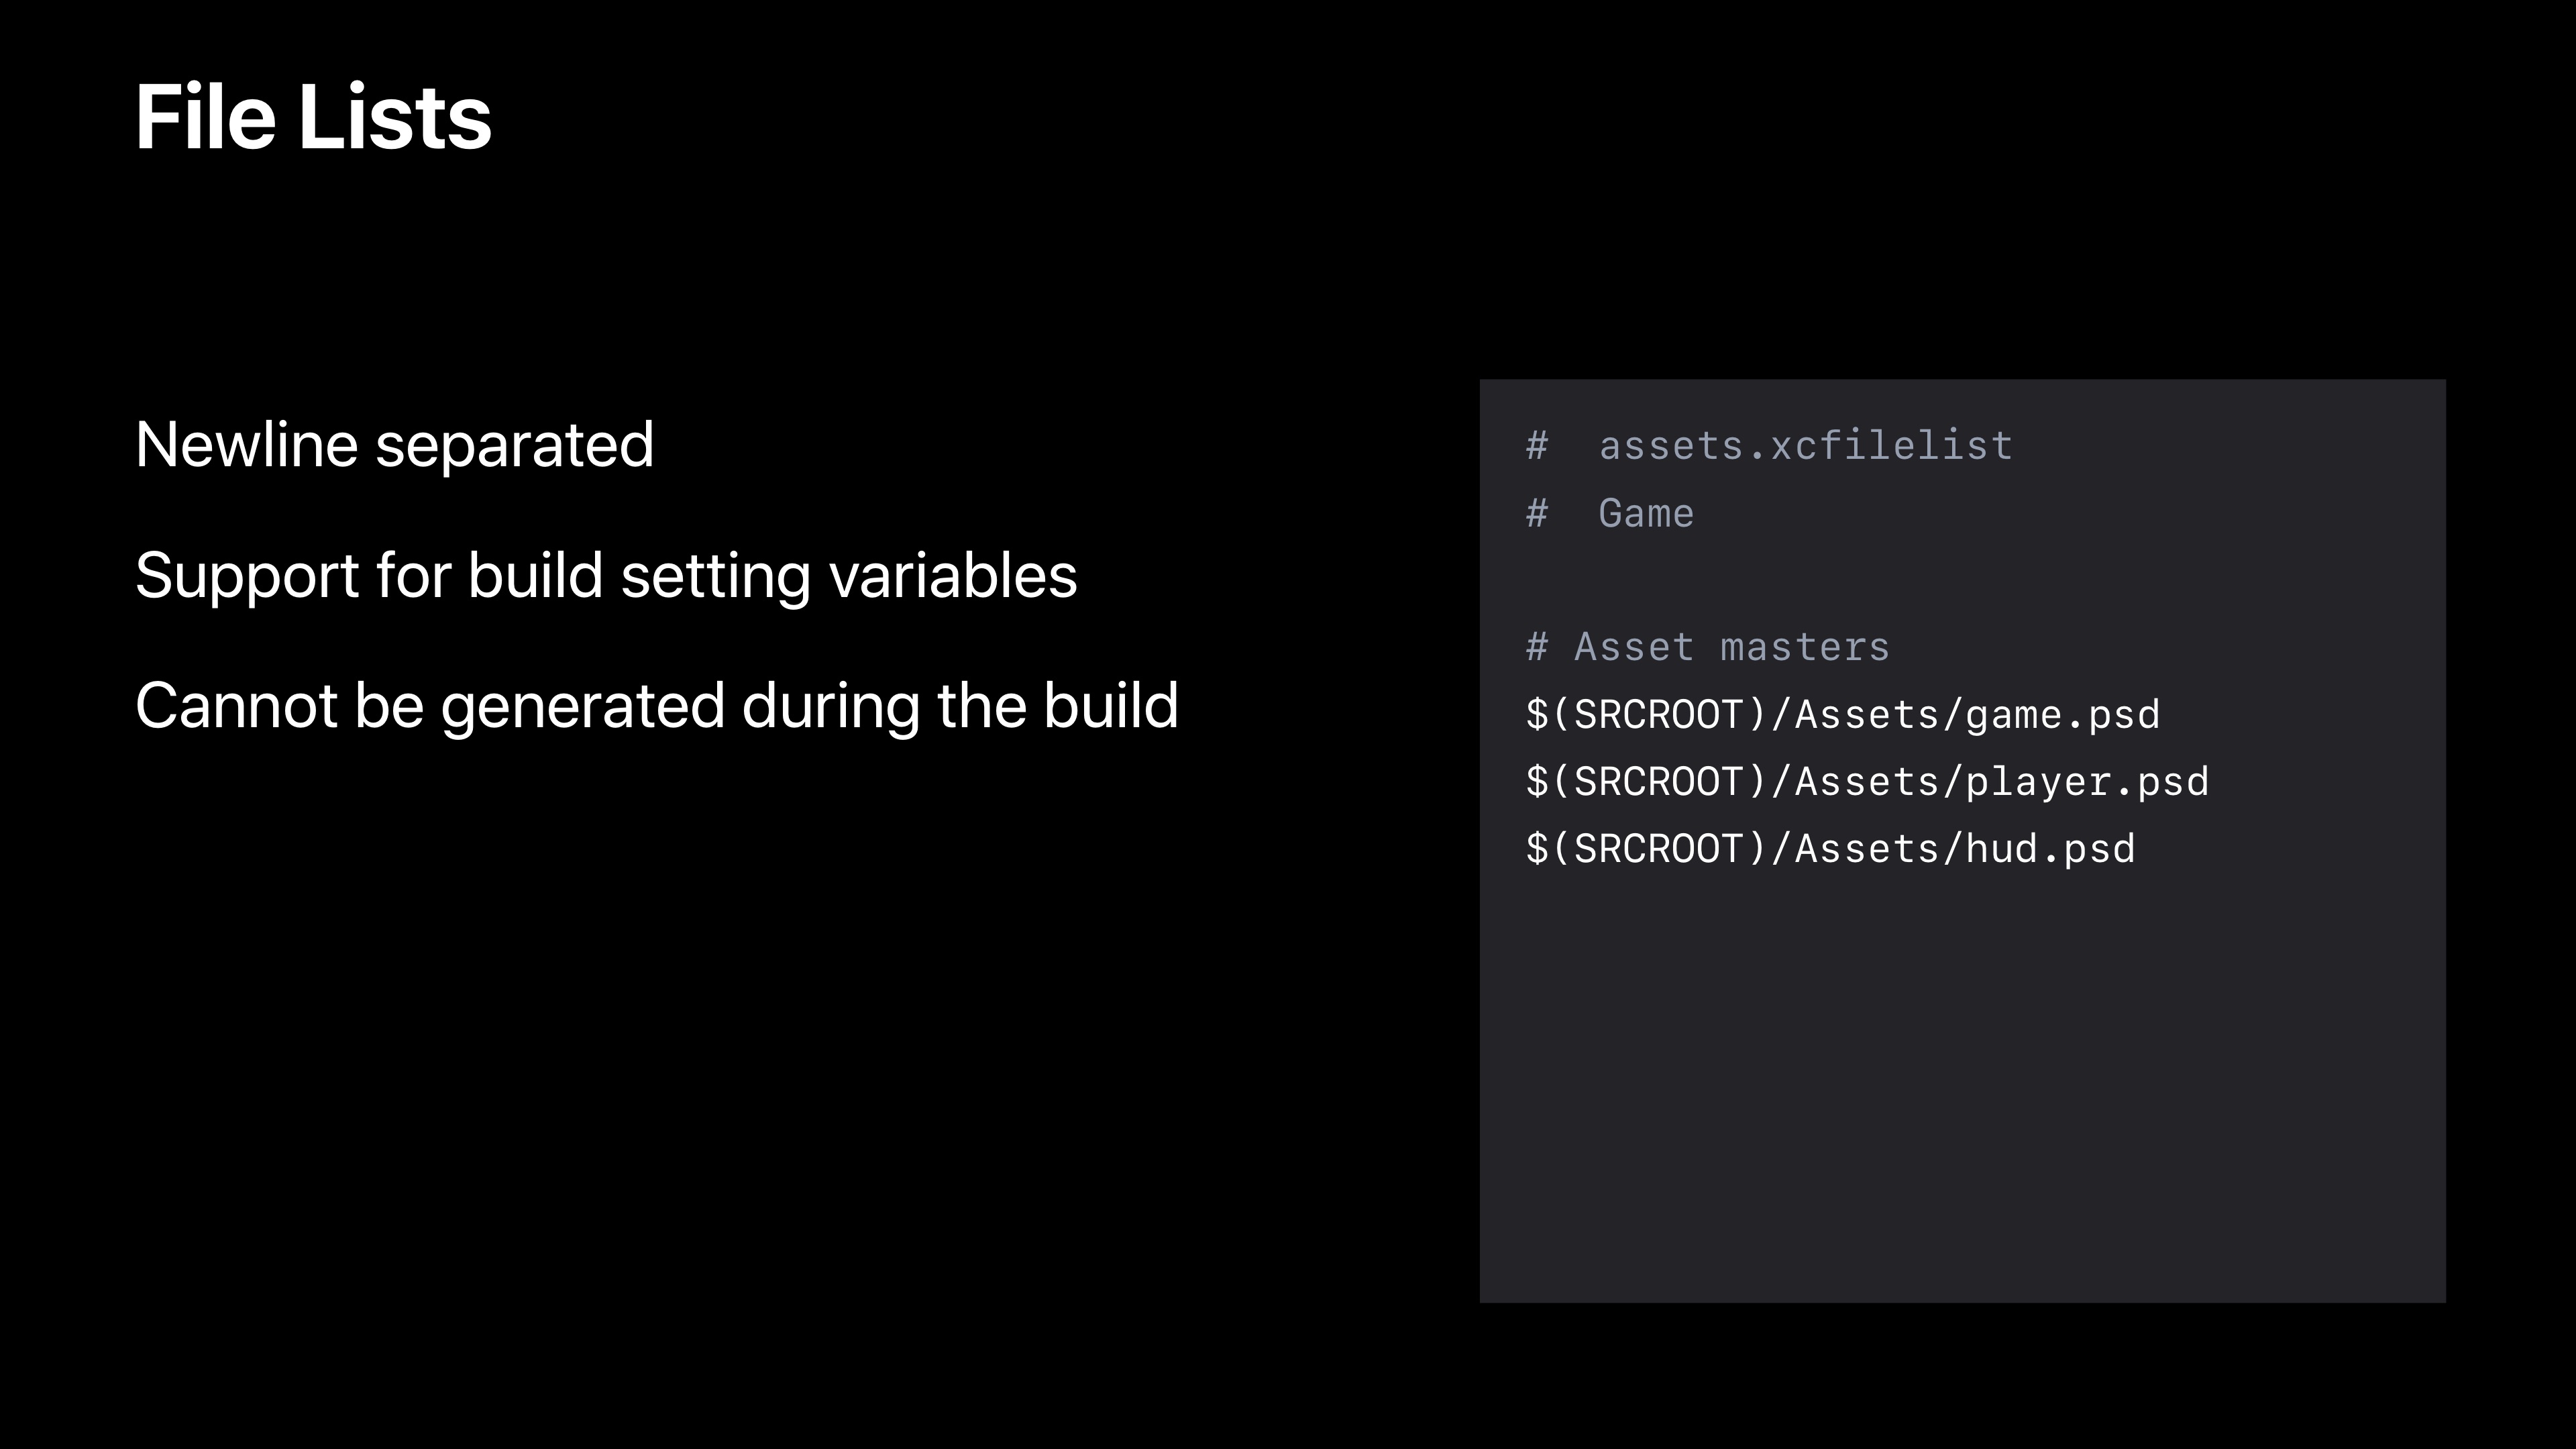 File Lists
Newline separated
Support for build setting variables
Cannot be generated during the build
#  assets.xcfilelist
#  Game
# Asset masters
$(SRCROOT)/Assets/game.psd
$(SRCROOT)/Assets/player.psd
$(SRCROOT)/Assets/hud.psd